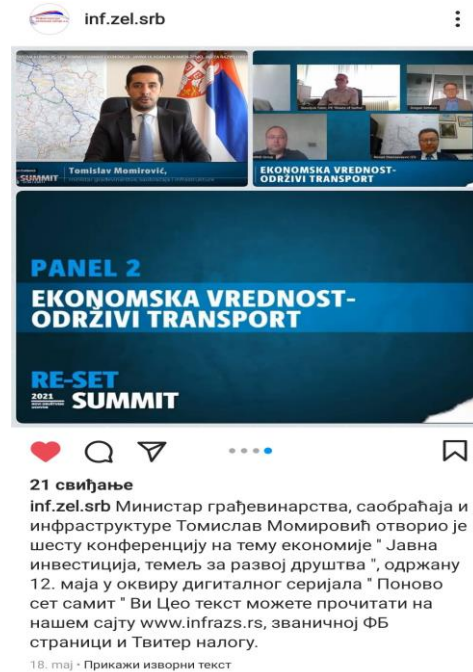 inf.zel.srb
Tomislav Momirović,
SUMMIT
EKONOMSKA VREDNOST-
ODRŽIVI TRANSPORT
PANEL 2
EKONOMSKA VREDNOST-
ODRŽIVI TRANSPORT
RE-SET
2021
SUMMIT
21 свиђање
inf.zel.srb Министар грађевинарства, саобраћаја и
инфраструктуре Томислав Момировић отворио је
шесту конференцију на тему економије " Јавна
инвестиција, темељ за развој друштва ", одржану
12. маја у оквиру дигиталног серијала " Поново
сет самит " Ви Цео текст можете прочитати на
нашем сајту www.infrazs.rs, званичној ФБ
страници и Твитер налогу.
18. maj • Прикажи изворни текст